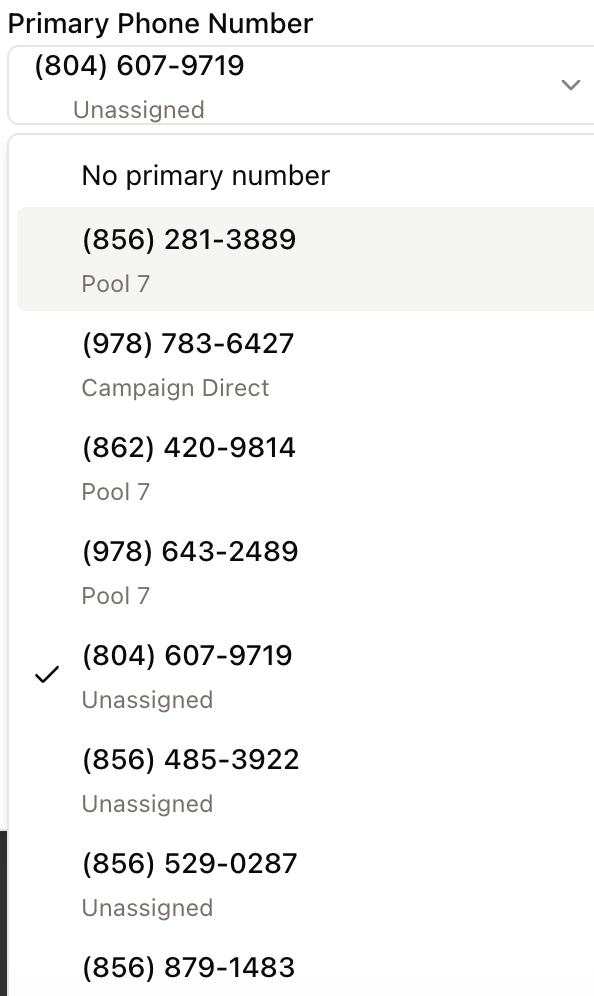 Primary Phone Number
(804) 607-9719
Unassigned
No primary number
(856) 281-3889
Pool 7
(978) 783-6427
Campaign Direct
(862) 420-9814
Pool 7
(978) 643-2489
Pool 7
(804) 607-9719
Unassigned
(856) 485-3922
Unassigned
(856) 529-0287
Unassigned
(856) 879-1483